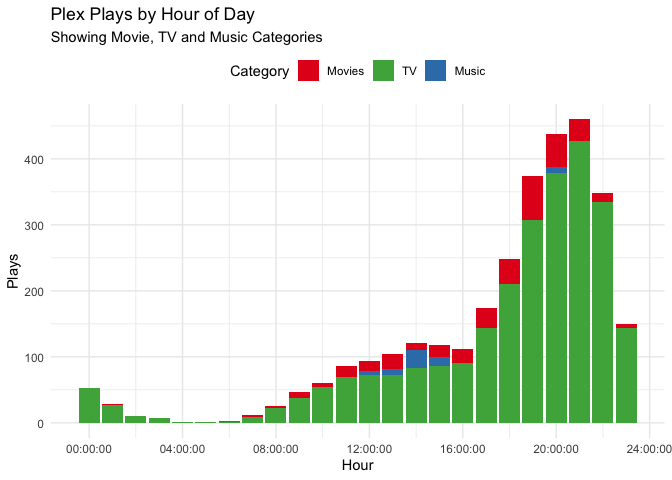 Plex Plays by Hour of Day
Showing Movie, TV and Music Categories
Category Movies TV Music
400
300
200
100
0
Plays
00:00:00 04:00:00 08:00:00 12:00:00 16:00:00 20:00:00 24:00:00
Hour